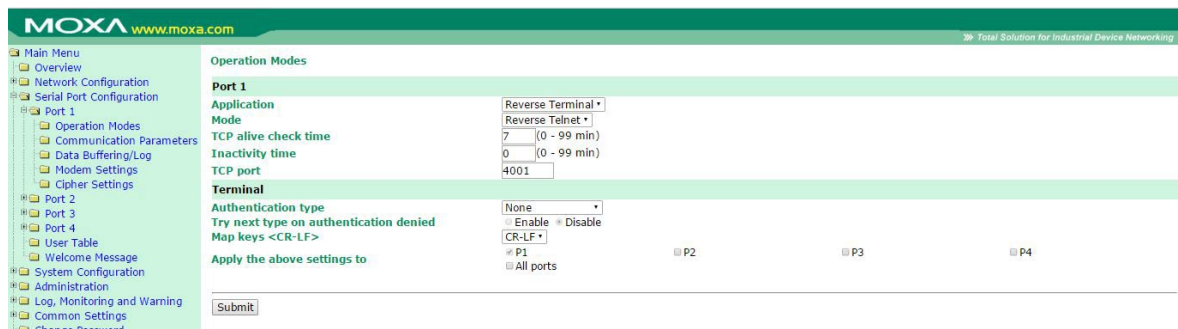 MOXA www.moxa.com
Total Solution for Industrial Device Networking
Main Menu
Overview
Network Configuration
Serial Port Configuration
Port 1
Operation Modes
Communication Parameters
Data Buffering/Log
Modem Settings
Cipher Settings
Port 2
Port 3
Port 4
User Table
Welcome Message
System Configuration
Administration
Log, Monitoring and Warning
Common Settings
Change Password
Operation Modes
Port 1
Application Reverse Terminal
Mode Reverse Telnet
TCP alive check time 7 (0 - 99 min)
Inactivity time 0 (0 - 99 min)
TCP port 4001
Terminal
Authentication type None
Try next type on authentication denied Enable Disable
Map keys <CR-LF> CR-LF
Apply the above settings to P1 P2 P3 P4
All ports
Submit